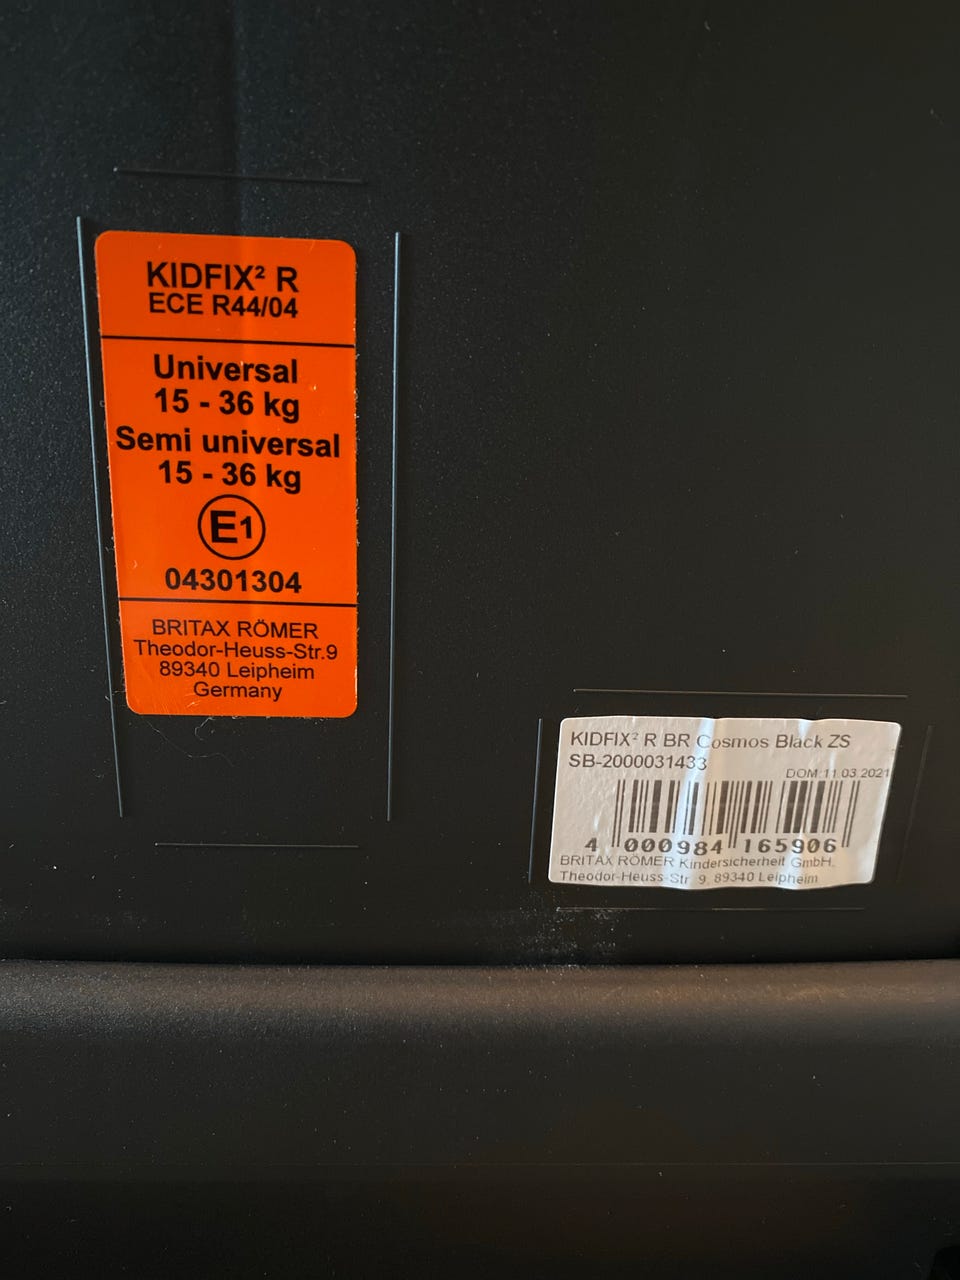 KIDFIX² R
ECE R44/04
Universal
15 - 36 kg
Semi universal
15 - 36 kg
E1
04301304
BRITAX RÖMER
Theodor-Heuss-Str.9
89340 Leipheim
Germany
KIDFIX² R BR Cosmos Black ZS
SB-2000031433
DOM:11.03.2021
4 000984 165906
BRITAX RÖMER Kindersicherheit GmbH.
Theodor-Heuss-Str. 9, 89340 Leipheim